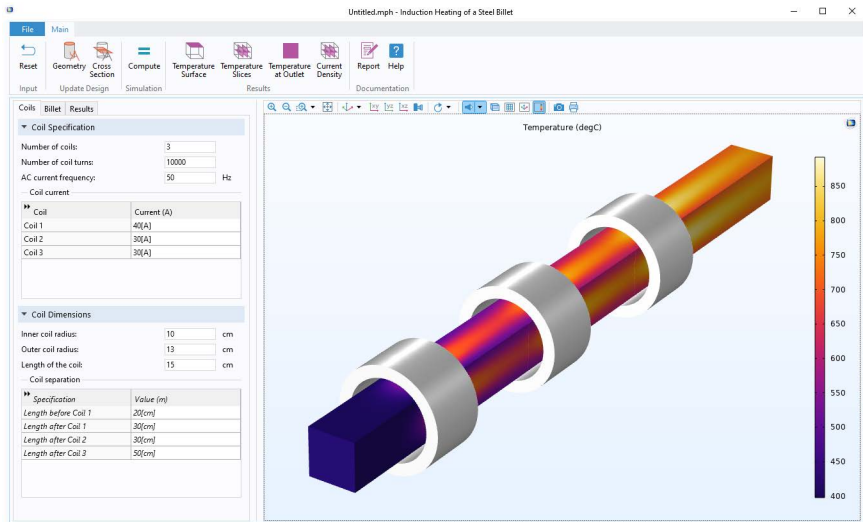 Untitled.mph - Induction Heating of a Steel Billet
File Main
Reset Geometry Cross Section Compute Temperature Surface Temperature Slices Temperature at Outlet Current Density Report Help
Input Update Design Simulation Results Documentation
Coils Billet Results
Coil Specification
Number of coils: 3
Number of coil turns: 10000
AC current frequency: 50 Hz
Coil current
Coil Current (A)
Coil 1 40[A]
Coil 2 30[A]
Coil 3 30[A]
Coil Dimensions
Inner coil radius: 10 cm
Outer coil radius: 13 cm
Length of the coil: 15 cm
Coil separation
Specification Value (m)
Length before Coil 1 20[cm]
Length after Coil 1 30[cm]
Length after Coil 2 30[cm]
Length after Coil 3 50[cm]
xy yz xz
Temperature (degC)
850
800
750
700
650
600
550
500
450
400